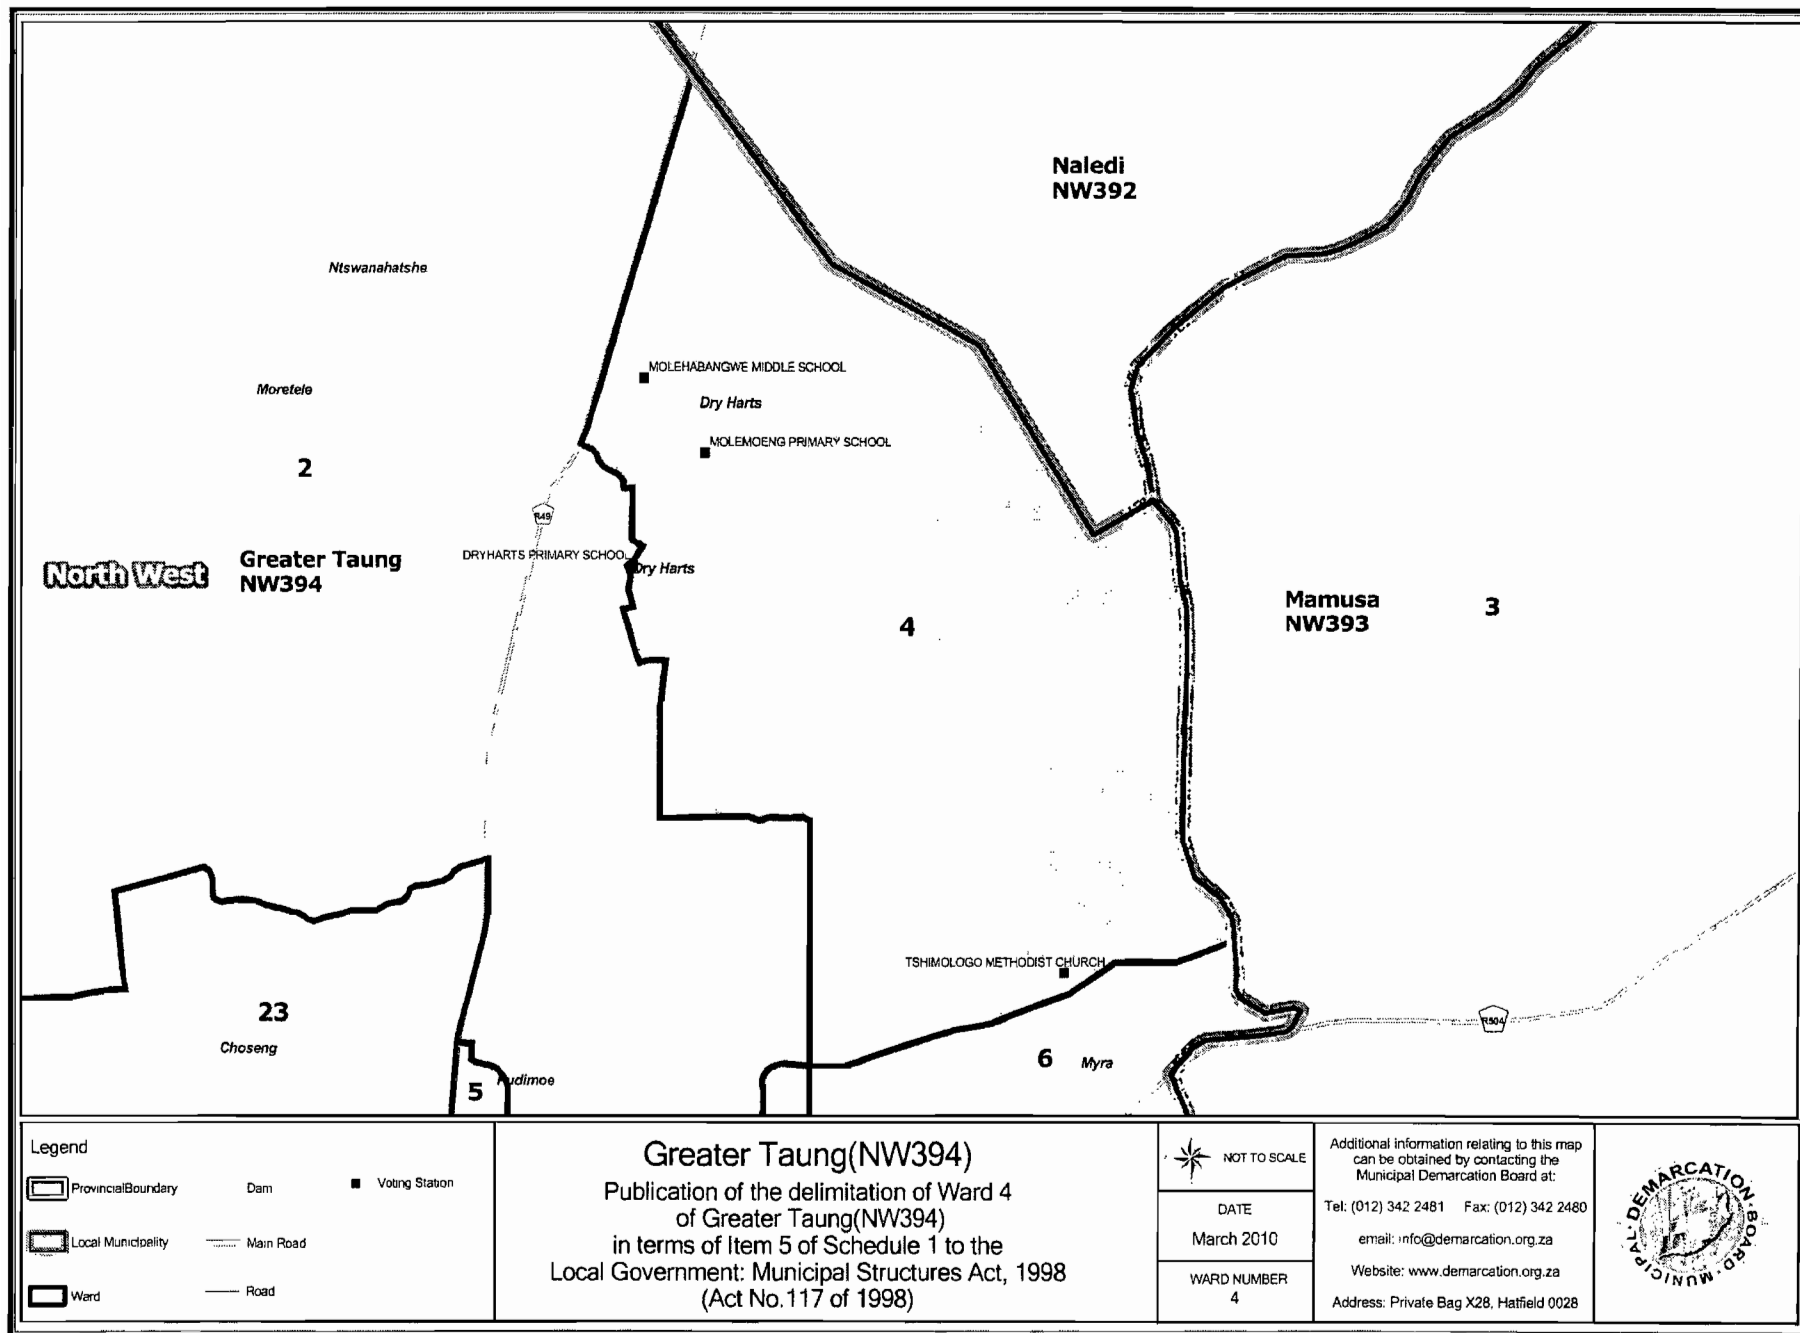 Naledi
NW392
Ntswanahatshe
MOLEHABANGWE MIDDLE SCHOOL
Moretele
Dry Harts
MOLEMOENG PRIMARY SCHOOL
2
R49
DRYHARTS PRIMARY SCHOOL
Dry Harts
North West
Greater Taung
NW394
4
Mamusa
NW393
3
TSHIMOLOGO METHODIST CHURCH
23
Choseng
R504
6
Myra
5
udimoe
Legend
ProvincialBoundary
Dam
Voting Station
Local Municipality
Main Road
Ward
Road
Greater Taung(NW394)
Publication of the delimitation of Ward 4
of Greater Taung(NW394)
in terms of Item 5 of Schedule 1 to the
Local Government: Municipal Structures Act, 1998
(Act No.117 of 1998)
NOT TO SCALE
DATE
March 2010
WARD NUMBER
4
Additional information relating to this map
can be obtained by contacting the
Municipal Demarcation Board at:
Tel: (012) 342 2481 Fax: (012) 342 2480
email: info@demarcation.org.za
Website: www.demarcation.org.za
Address: Private Bag X28, Hatfield 0028
MUNICIPAL DEMARCATION BOARD